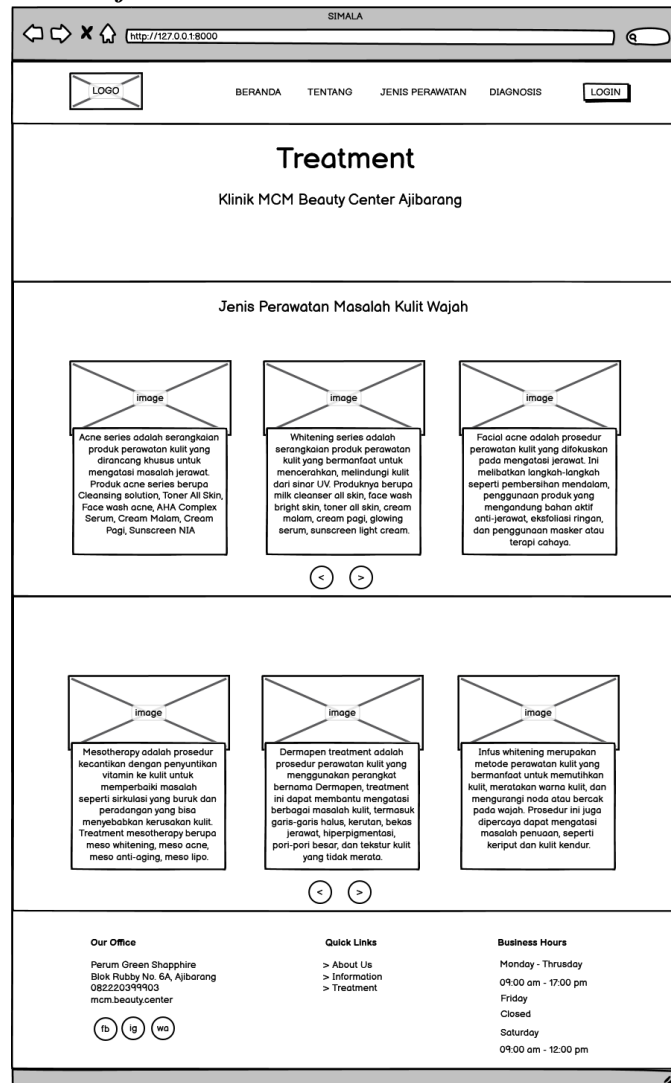 SIMALA
http://127.0.0.1:8000
LOGO
BERANDA
TENTANG
JENIS PERAWATAN
DIAGNOSIS
LOGIN
Treatment
Klinik MCM Beauty Center Ajibarang
Jenis Perawatan Masalah Kulit Wajah
image
Acne series adalah serangkaian
produk perawatan kulit yang
dirancang khusus untuk
mengatasi masalah jerawat.
Produk acne series berupa
Cleansing solution, Toner All Skin,
Face wash acne, AHA Complex
Serum, Cream Malam, Cream
Pagi, Sunscreen NIA
image
Whitening series adalah
serangkaian produk perawatan
kulit yang bermanfaat untuk
mencerahkan, melindungi kulit
dari sinar UV. Produknya berupa
milk cleanser all skin, face wash
bright skin, toner all skin, cream
malam, cream pagi, glowing
serum, sunscreen light cream.
image
Facial acne adalah prosedur
perawatan kulit yang difokuskan
pada mengatasi jerawat. Ini
melibatkan langkah-langkah
seperti pembersihan mendalam,
penggunaan produk yang
mengandung bahan aktif
anti-jerawat, eksfoliasi ringan,
dan penggunaan masker atau
terapi cahaya.
< >
image
Mesotherapy adalah prosedur
kecantikan dengan penyuntikan
vitamin ke kulit untuk
memperbaiki masalah
seperti sirkulasi yang buruk dan
peradangan yang bisa
menyebabkan kerusakan kulit.
Treatment mesotherapy berupa
meso whitening, meso acne,
meso anti-aging, meso lipo.
image
Dermapen treatment adalah
prosedur perawatan kulit yang
menggunakan perangkat
bernama Dermapen, treatment
ini dapat membantu mengatasi
berbagai masalah kulit, termasuk
garis-garis halus, kerutan, bekas
jerawat, hiperpigmentasi,
pori-pori besar, dan tekstur kulit
yang tidak merata.
image
Infus whitening merupakan
metode perawatan kulit yang
bermanfaat untuk memutihkan
kulit, meratakan warna kulit, dan
mengurangi noda atau bercak
pada wajah. Prosedur ini juga
dipercaya dapat mengatasi
masalah penuaan, seperti
keriput dan kulit kendur.
< >
Our Office
Perum Green Shapphire
Blok Rubby No. 6A, Ajibarang
082220399903
mcm.beauty.center
fb ig wa
Quick Links
> About Us
> Information
> Treatment
Business Hours
Monday - Thrusday
09:00 am - 17:00 pm
Friday
Closed
Saturday
09:00 am - 12:00 pm